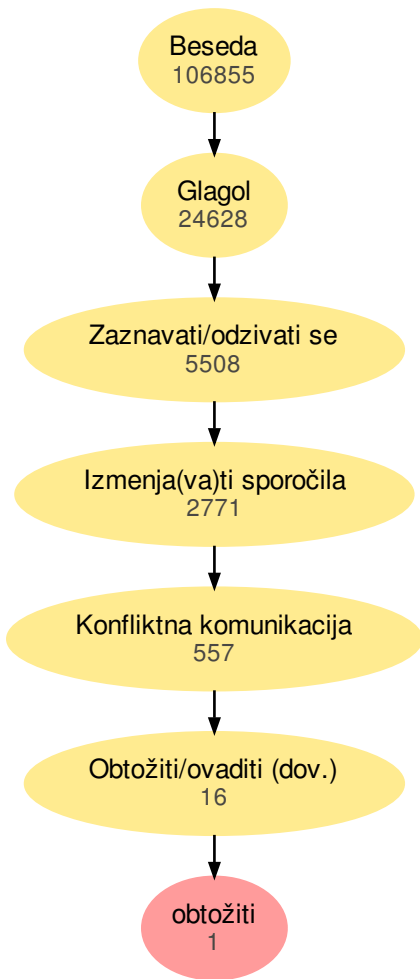 Beseda
106855
Glagol
24628
Zaznavati/odzivati se
5508
Izmenja(va)ti sporočila
2771
Konfliktna komunikacija
557
Obtožiti/ovaditi (dov.)
16
obtožiti
1